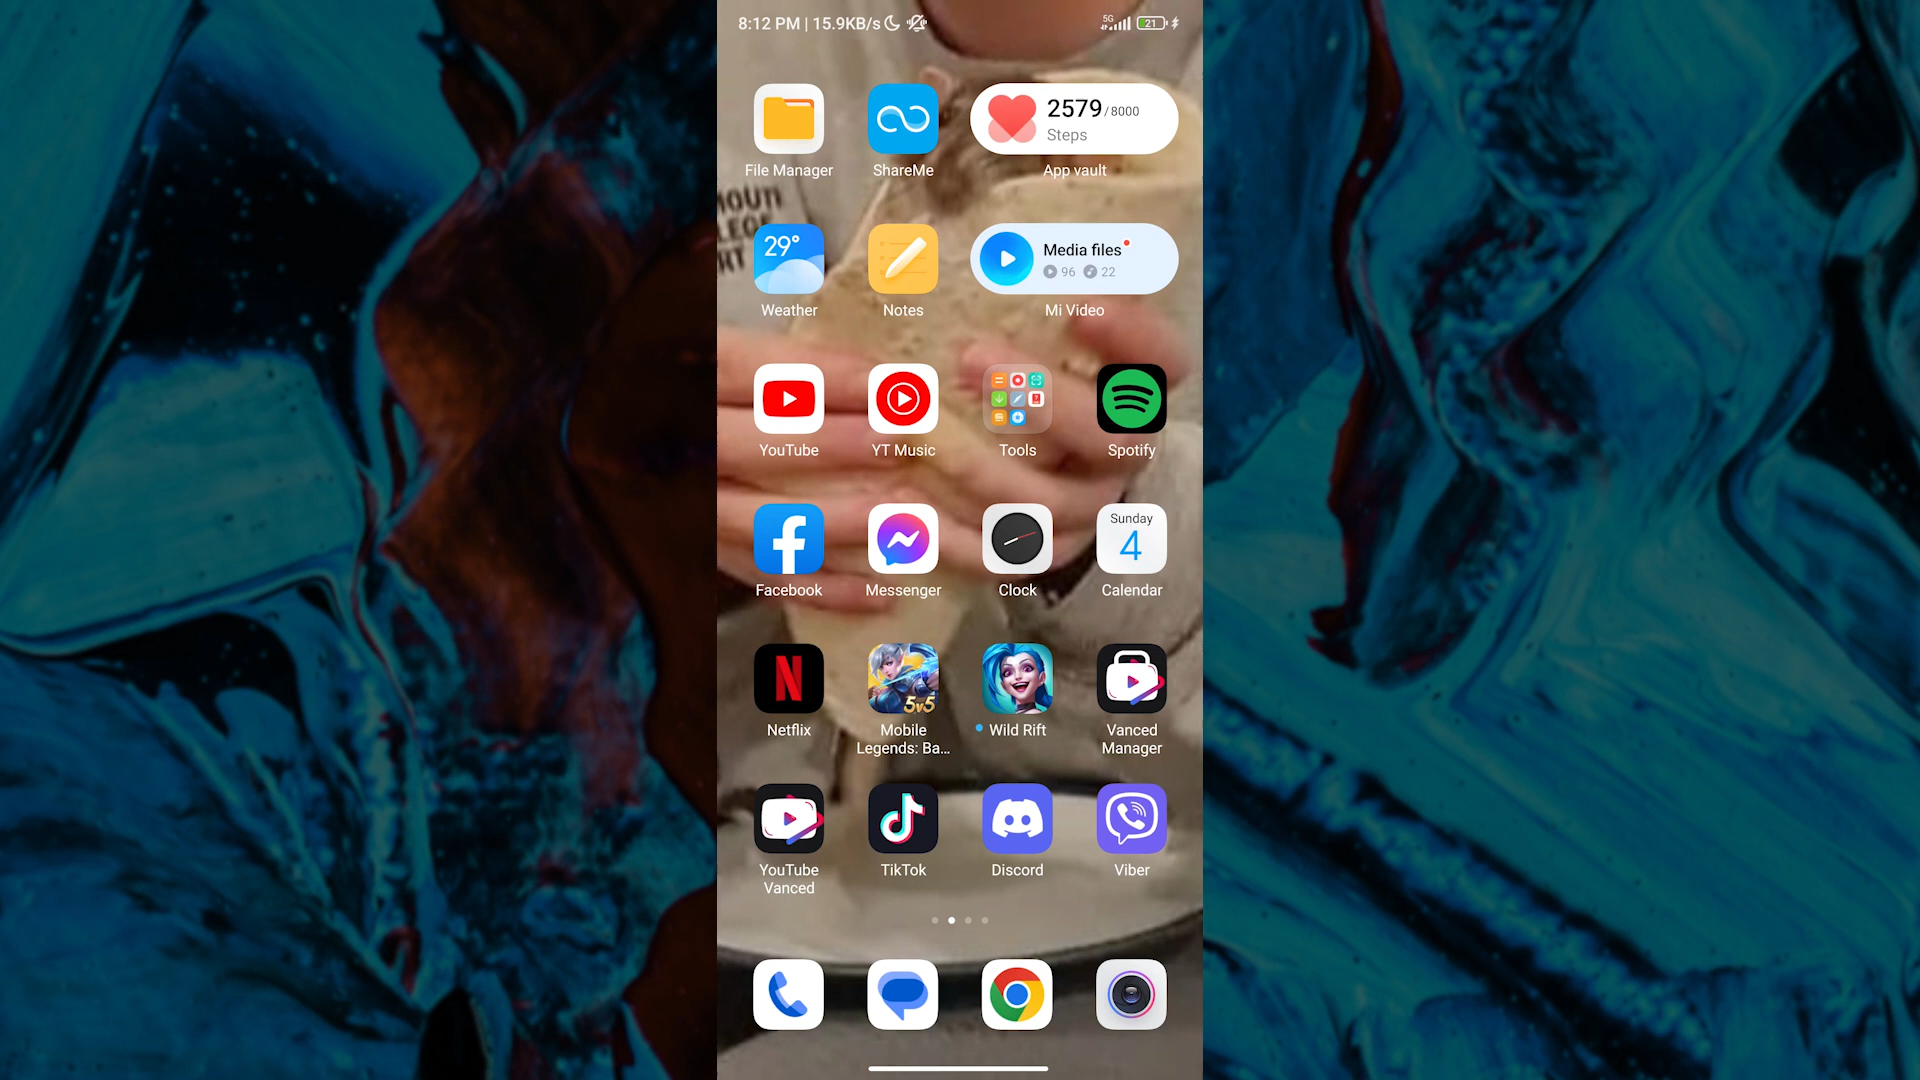 8:12 PM | 15.9KB/s
5G
21
2579/8000
Steps
File Manager
ShareMe
App vault
29°
Media files
96 22
Weather
Notes
Mi Video
YouTube
YT Music
Tools
Spotify
Sunday
4
Facebook
Messenger
Clock
Calendar
5v5
Netflix
Mobile
Legends: Ba...
Wild Rift
Vanced
Manager
YouTube
Vanced
TikTok
Discord
Viber